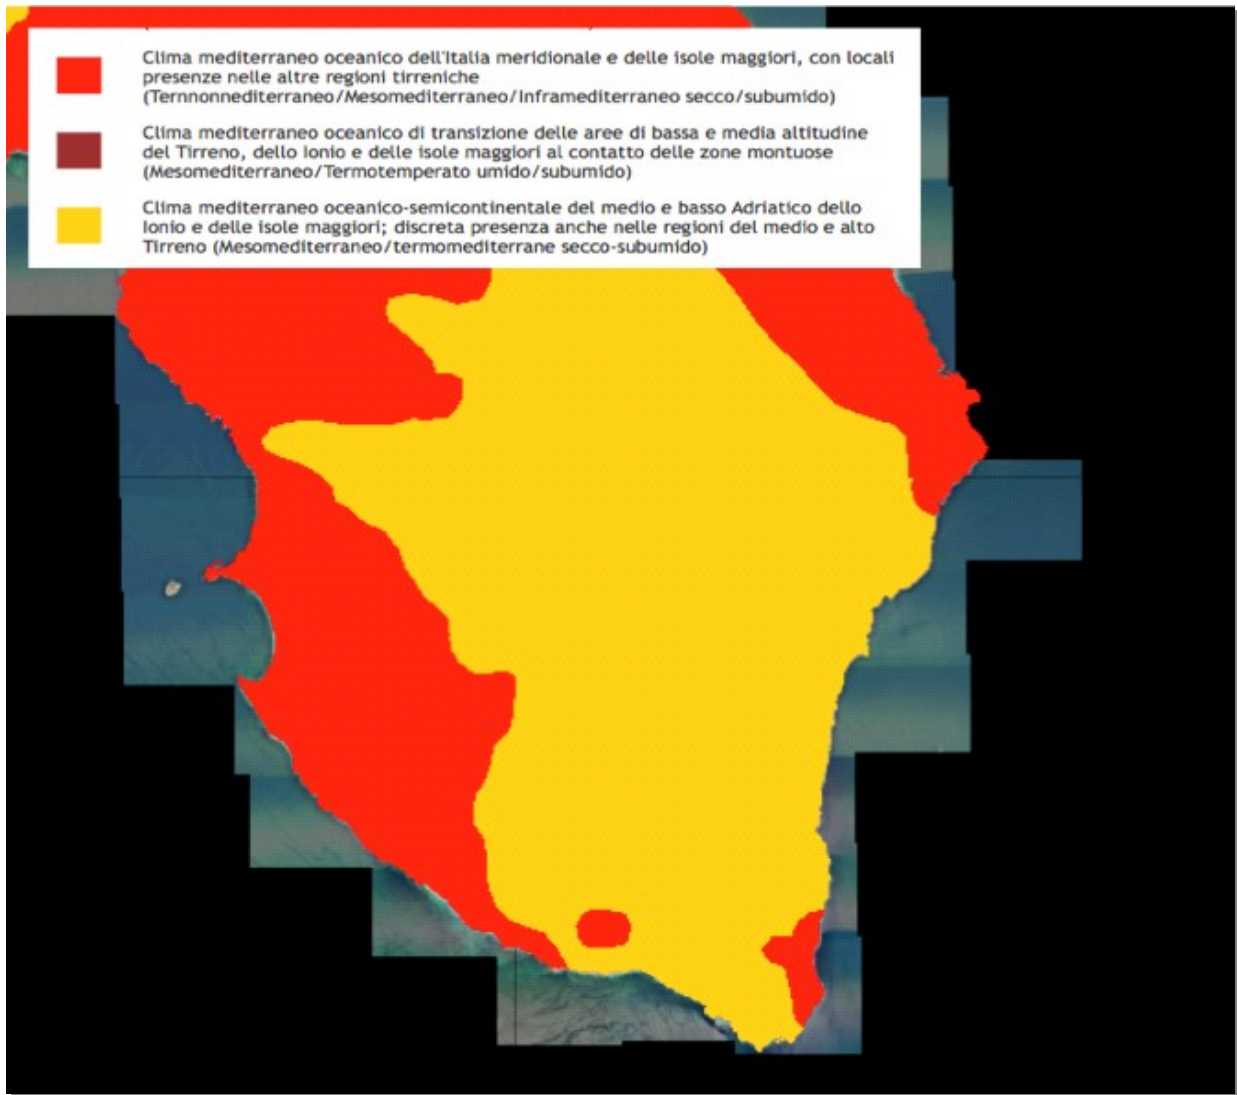 Clima mediterraneo oceanico dell'Italia meridionale e delle isole maggiori, con locali
presenze nelle altre regioni tirreniche
(Ternnonnediterraneo/Mesomediterraneo/Inframediterraneo secco/subumido)
Clima mediterraneo oceanico di transizione delle aree di bassa e media altitudine
del Tirreno, dello Ionio e delle isole maggiori al contatto delle zone montuose
(Mesomediterraneo/Termotemperato umido/subumido)
Clima mediterraneo oceanico-semicontinentale del medio e basso Adriatico dello
Ionio e delle isole maggiori; discreta presenza anche nelle regioni del medio e alto
Tirreno (Mesomediterraneo/termomediterrane secco-subumido)